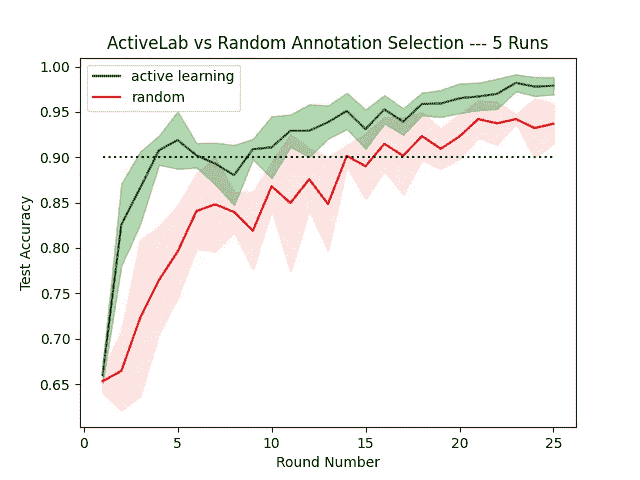 ActiveLab vs Random Annotation Selection --- 5 Runs
active learning
random
Test Accuracy
1.00
0.95
0.90
0.85
0.80
0.75
0.70
0.65
0 5 10 15 20 25
Round Number